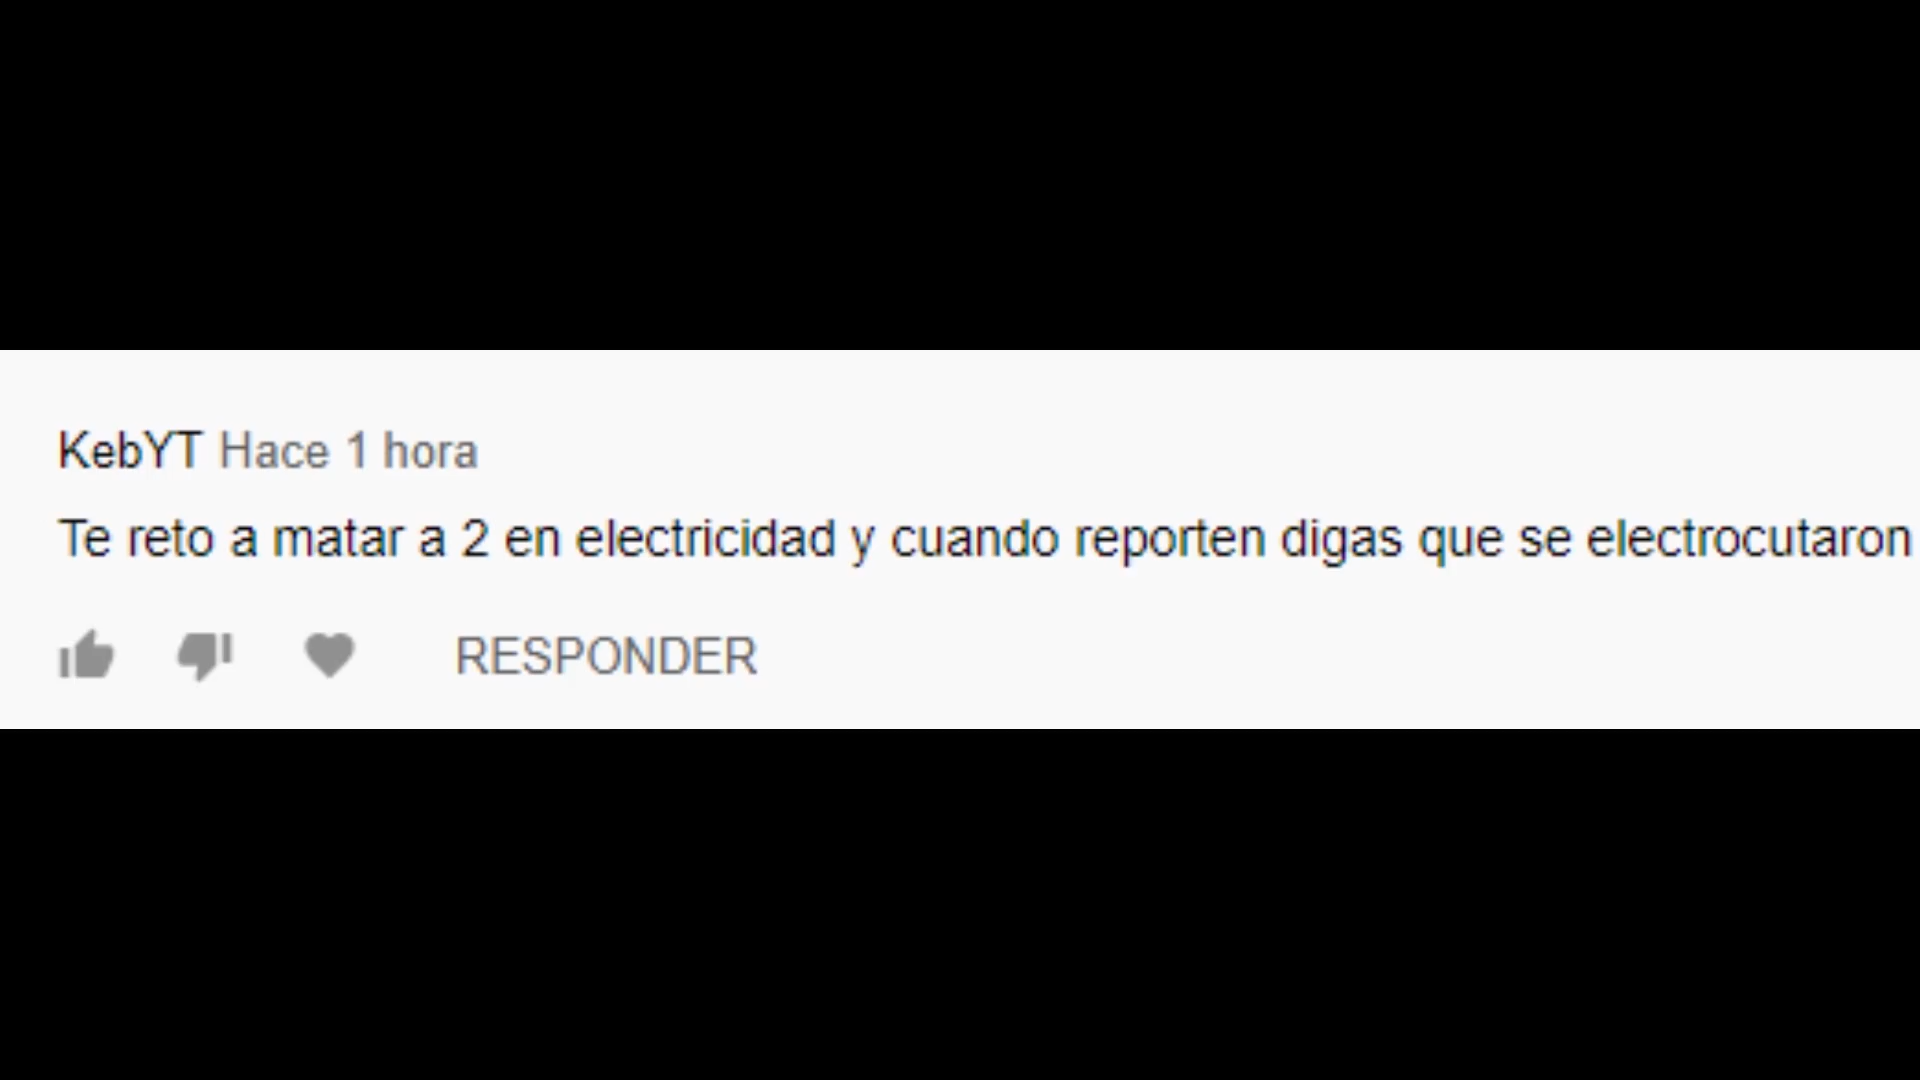 KebYT Hace 1 hora
Te reto a matar a 2 en electricidad y cuando reporten digas que se electrocutaron
RESPONDER